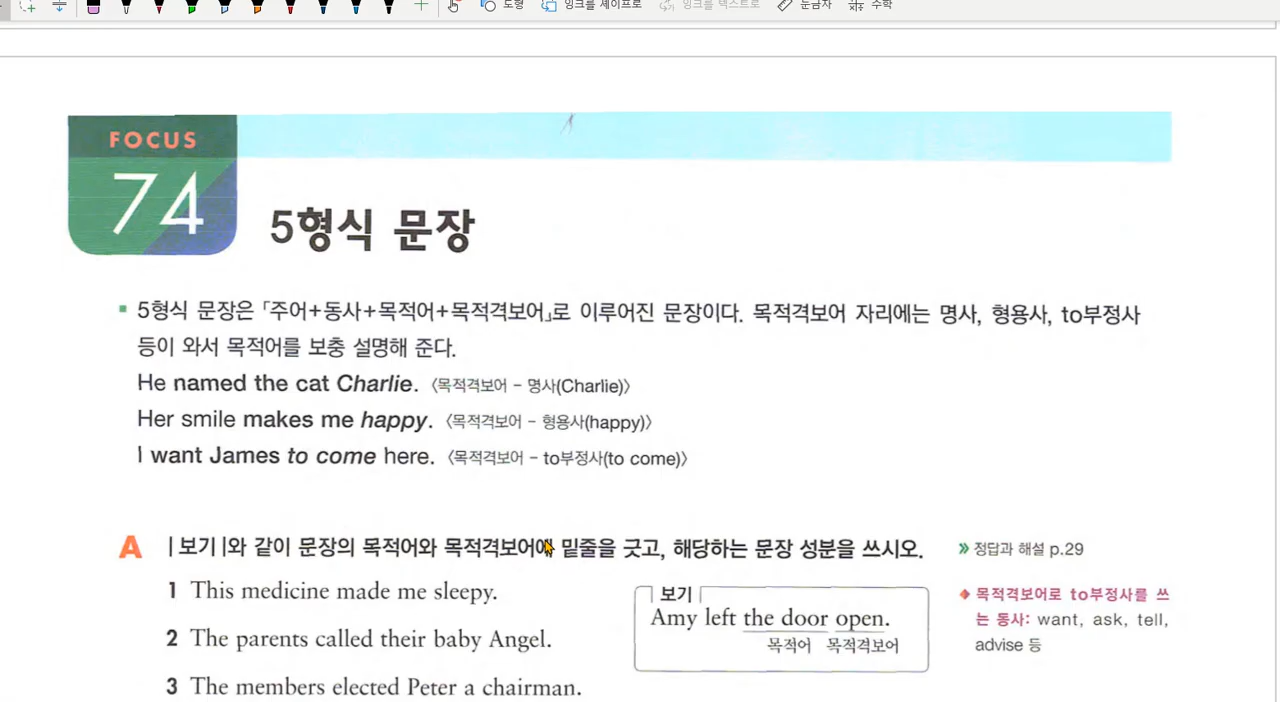 도형
잉크를 셰이프로
잉크를 텍스트로
눈금자
수학
FOCUS
74
5형식 문장
5형식 문장은 「주어+동사+목적어+목적격보어」로 이루어진 문장이다. 목적격보어 자리에는 명사, 형용사, to부정사
등이 와서 목적어를 보충 설명해 준다.
He named the cat Charlie. 〈목적격보어 – 명사(Charlie)〉
Her smile makes me happy. 〈목적격보어 – 형용사(happy)〉
I want James to come here. 〈목적격보어 – to부정사(to come)〉
A |보기|와 같이 문장의 목적어와 목적격보어에 밑줄을 긋고, 해당하는 문장 성분을 쓰시오.
정답과 해설 p.29
1 This medicine made me sleepy.
2 The parents called their baby Angel.
3 The members elected Peter a chairman.
보기
Amy left the door open.
목적어 목적격보어
목적격보어로 to부정사를 쓰
는 동사: want, ask, tell,
advise 등